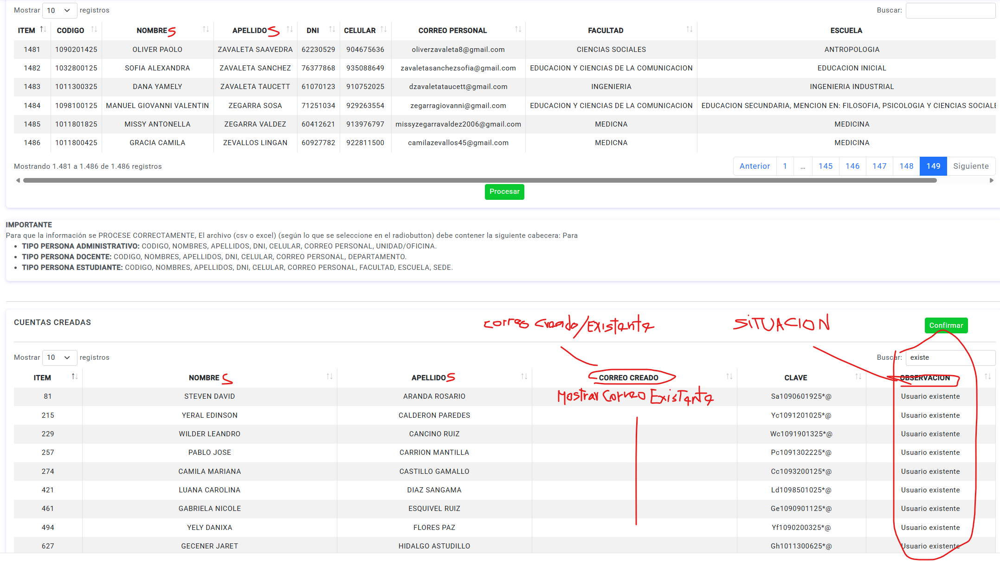 Mostrar 10 registros Buscar:
ITEM CODIGO NOMBRES APELLIDOS DNI CELULAR CORREO PERSONAL FACULTAD ESCUELA
1481 1090201425 OLIVER PAOLO ZAVALETA SAAVEDRA 62230529 904675636 oliverzavaleta8@gmail.com CIENCIAS SOCIALES ANTROPOLOGIA
1482 1032800125 SOFIA ALEXANDRA ZAVALETA SANCHEZ 76377868 935088649 zavaletasanchezsofia@gmail.com EDUCACION Y CIENCIAS DE LA COMUNICACION EDUCACION INICIAL
1483 1011300325 DANA YAMELY ZAVALETA TAUCETT 61070123 910752025 dzavaletataucett@gmail.com INGENIERIA INGENIERIA INDUSTRIAL
1484 1098100125 MANUEL GIOVANNI VALENTIN ZEGARRA SOSA 71251034 929263554 zegarragiovanni@gmail.com EDUCACION Y CIENCIAS DE LA COMUNICACION EDUCACION SECUNDARIA, MENCION EN: FILOSOFIA, PSICOLOGIA Y CIENCIAS SOCIALE
1485 1011801825 MISSY ANTONELLA ZEGARRA VALDEZ 60412621 913976797 missyzegarravaldez2006@gmail.com MEDICNA MEDICINA
1486 1011800425 GRACIA CAMILA ZEVALLOS LINGAN 60927782 922811500 camilazevallos45@gmail.com MEDICNA MEDICINA
Mostrando 1.481 a 1.486 de 1.486 registros Anterior 1 … 145 146 147 148 149 Siguiente
Procesar
IMPORTANTE
Para que la información se PROCESE CORRECTAMENTE, El archivo (csv o excel) (según lo que se seleccione en el radiobutton) debe contener la siguiente cabecera: Para
• TIPO PERSONA ADMINISTRATIVO: CODIGO, NOMBRES, APELLIDOS, DNI, CELULAR, CORREO PERSONAL, UNIDAD/OFICINA.
• TIPO PERSONA DOCENTE: CODIGO, NOMBRES, APELLIDOS, DNI, CELULAR, CORREO PERSONAL, DEPARTAMENTO.
• TIPO PERSONA ESTUDIANTE: CODIGO, NOMBRES, APELLIDOS, DNI, CELULAR, CORREO PERSONAL, FACULTAD, ESCUELA, SEDE.
CUENTAS CREADAS correo creado/Existente SITUACION Confirmar
Mostrar 10 registros Buscar: existe
ITEM NOMBRE S APELLIDOS CORREO CREADO CLAVE OBSERVACION
Mostrar Correo Existente
81 STEVEN DAVID ARANDA ROSARIO Sa1090601925*@ Usuario existente
215 YERAL EDINSON CALDERON PAREDES Yc1091201025*@ Usuario existente
229 WILDER LEANDRO CANCINO RUIZ Wc1091901325*@ Usuario existente
257 PABLO JOSE CARRION MANTILLA Pc1091302225*@ Usuario existente
274 CAMILA MARIANA CASTILLO GAMALLO Cc1093200125*@ Usuario existente
421 LUANA CAROLINA DIAZ SANGAMA Ld1098501025*@ Usuario existente
461 GABRIELA NICOLE ESQUIVEL RUIZ Ge1090901125*@ Usuario existente
494 YELY DANIXA FLORES PAZ Yf1090200325*@ Usuario existente
627 GECENER JARET HIDALGO ASTUDILLO Gh1011300625*@ Usuario existente